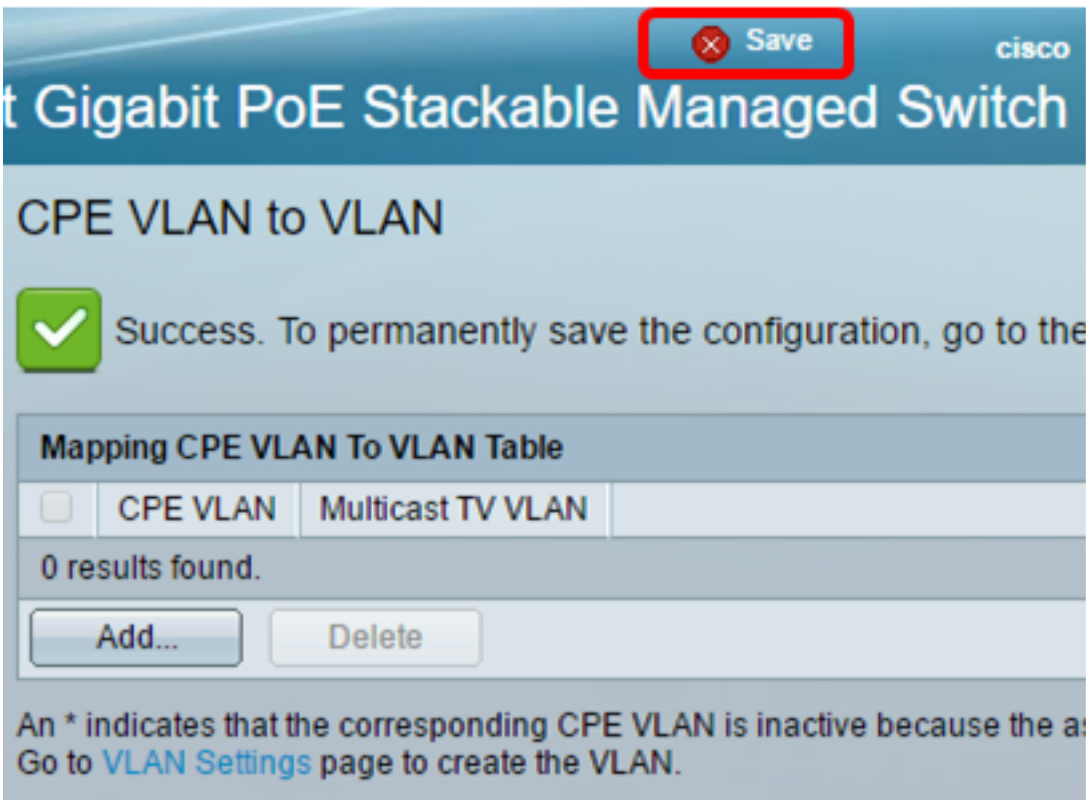 Save
cisco
t Gigabit PoE Stackable Managed Switch
CPE VLAN to VLAN
Success. To permanently save the configuration, go to the
Mapping CPE VLAN To VLAN Table
CPE VLAN Multicast TV VLAN
0 results found.
Add... Delete
An * indicates that the corresponding CPE VLAN is inactive because the as
Go to VLAN Settings page to create the VLAN.